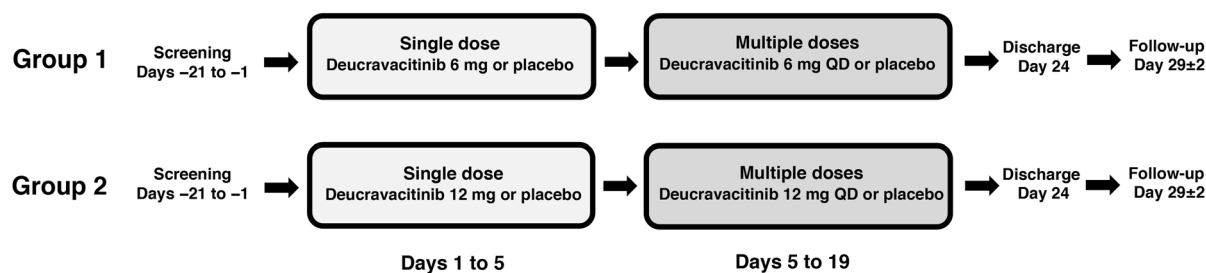 Group 1
Screening
Days −21 to −1
Single dose
Deucravacitinib 6 mg or placebo
Multiple doses
Deucravacitinib 6 mg QD or placebo
Discharge
Day 24
Follow-up
Day 29±2
Group 2
Screening
Days −21 to −1
Single dose
Deucravacitinib 12 mg or placebo
Multiple doses
Deucravacitinib 12 mg QD or placebo
Discharge
Day 24
Follow-up
Day 29±2
Days 1 to 5
Days 5 to 19